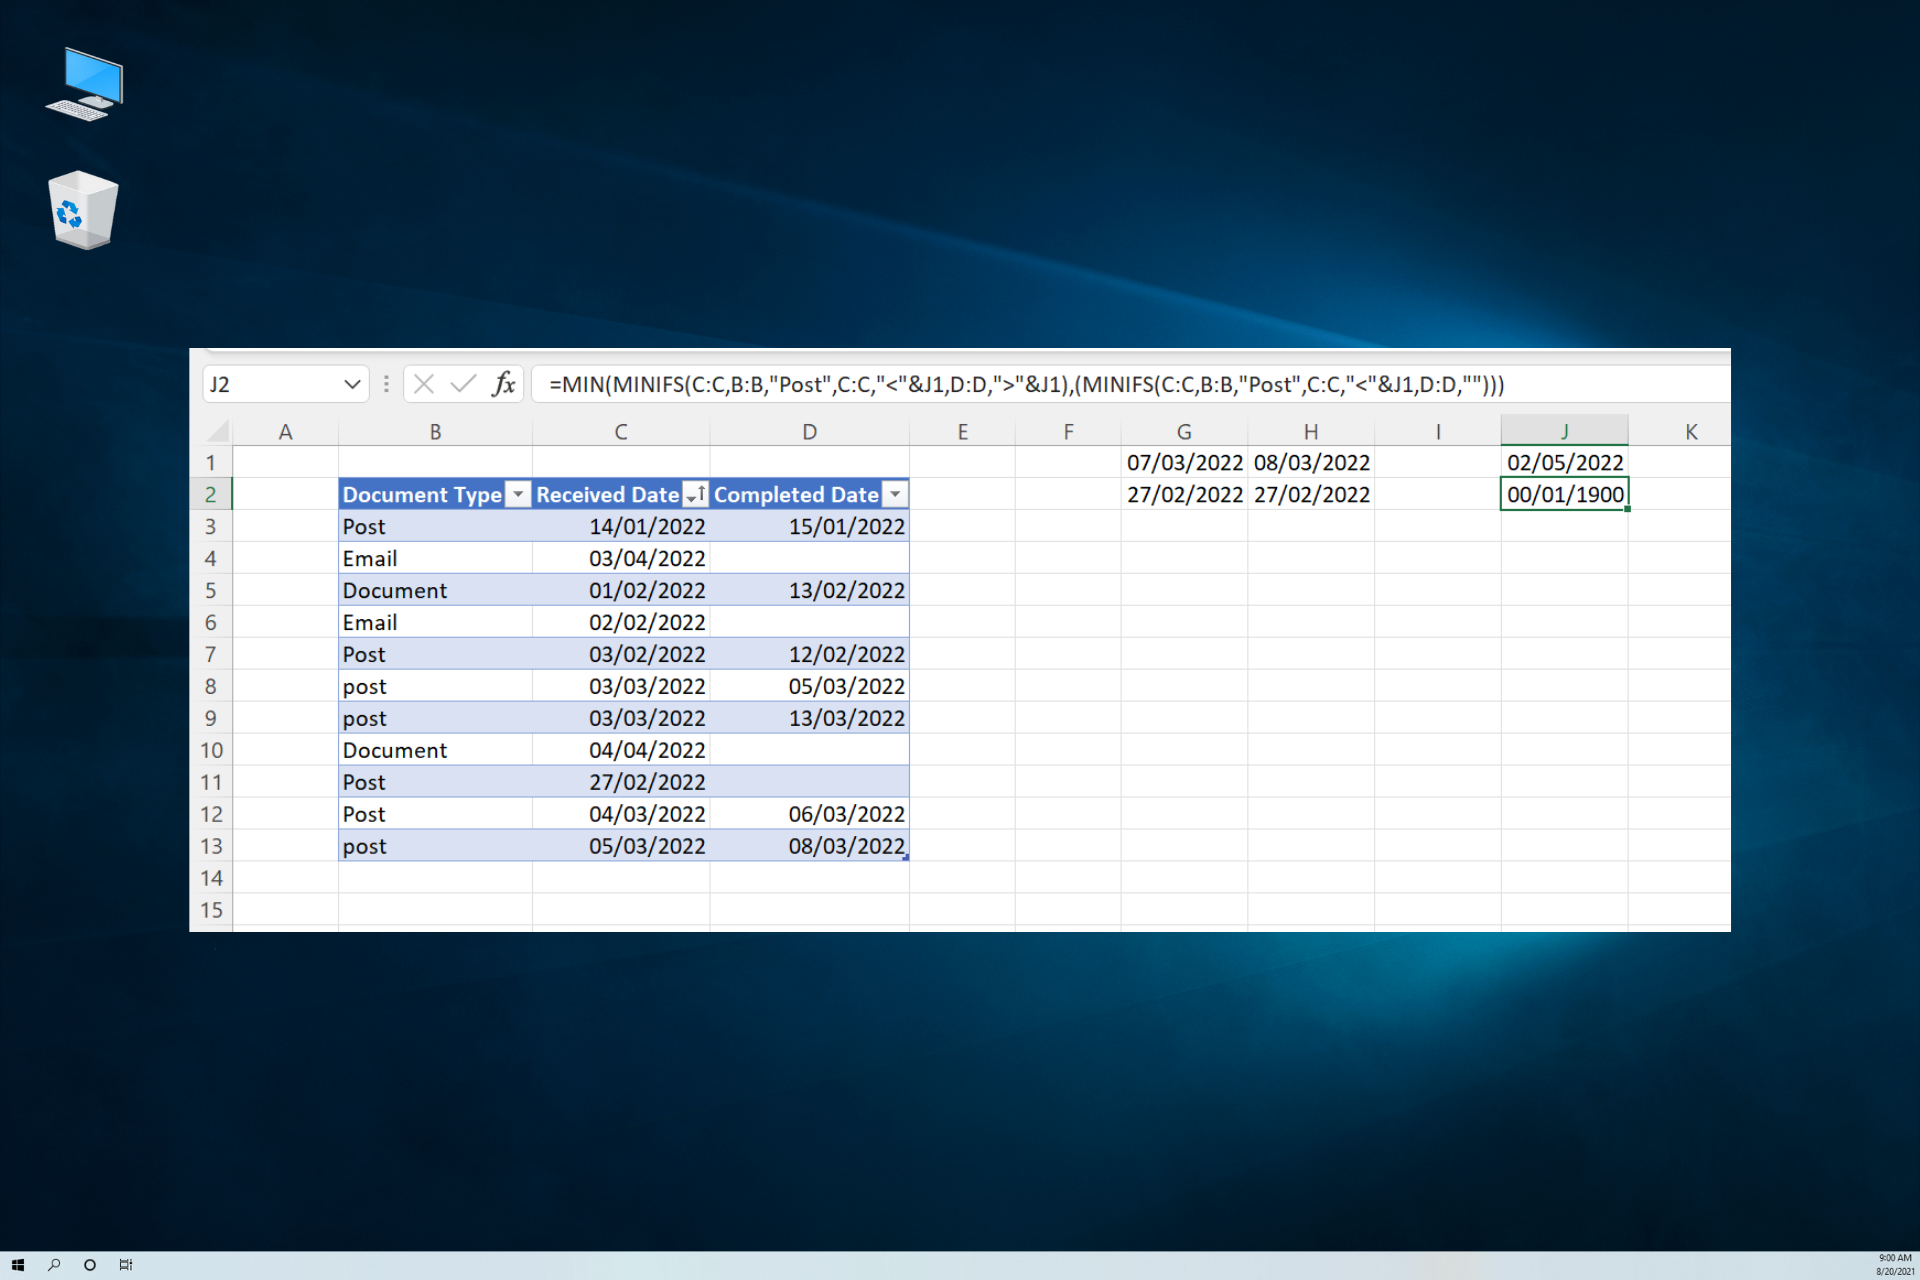 J2 fx =MIN(MINIFS(C:C,B:B,"Post",C:C,"<"&J1,D:D,">"&J1),(MINIFS(C:C,B:B,"Post",C:C,"<"&J1,D:D,"")))
A B C D E F G H I J K
1 07/03/2022 08/03/2022 02/05/2022
2 Document Type Received Date Completed Date 27/02/2022 27/02/2022 00/01/1900
3 Post 14/01/2022 15/01/2022
4 Email 03/04/2022
5 Document 01/02/2022 13/02/2022
6 Email 02/02/2022
7 Post 03/02/2022 12/02/2022
8 post 03/03/2022 05/03/2022
9 post 03/03/2022 13/03/2022
10 Document 04/04/2022
11 Post 27/02/2022
12 Post 04/03/2022 06/03/2022
13 post 05/03/2022 08/03/2022
14
15
9:00 AM
8/20/2021